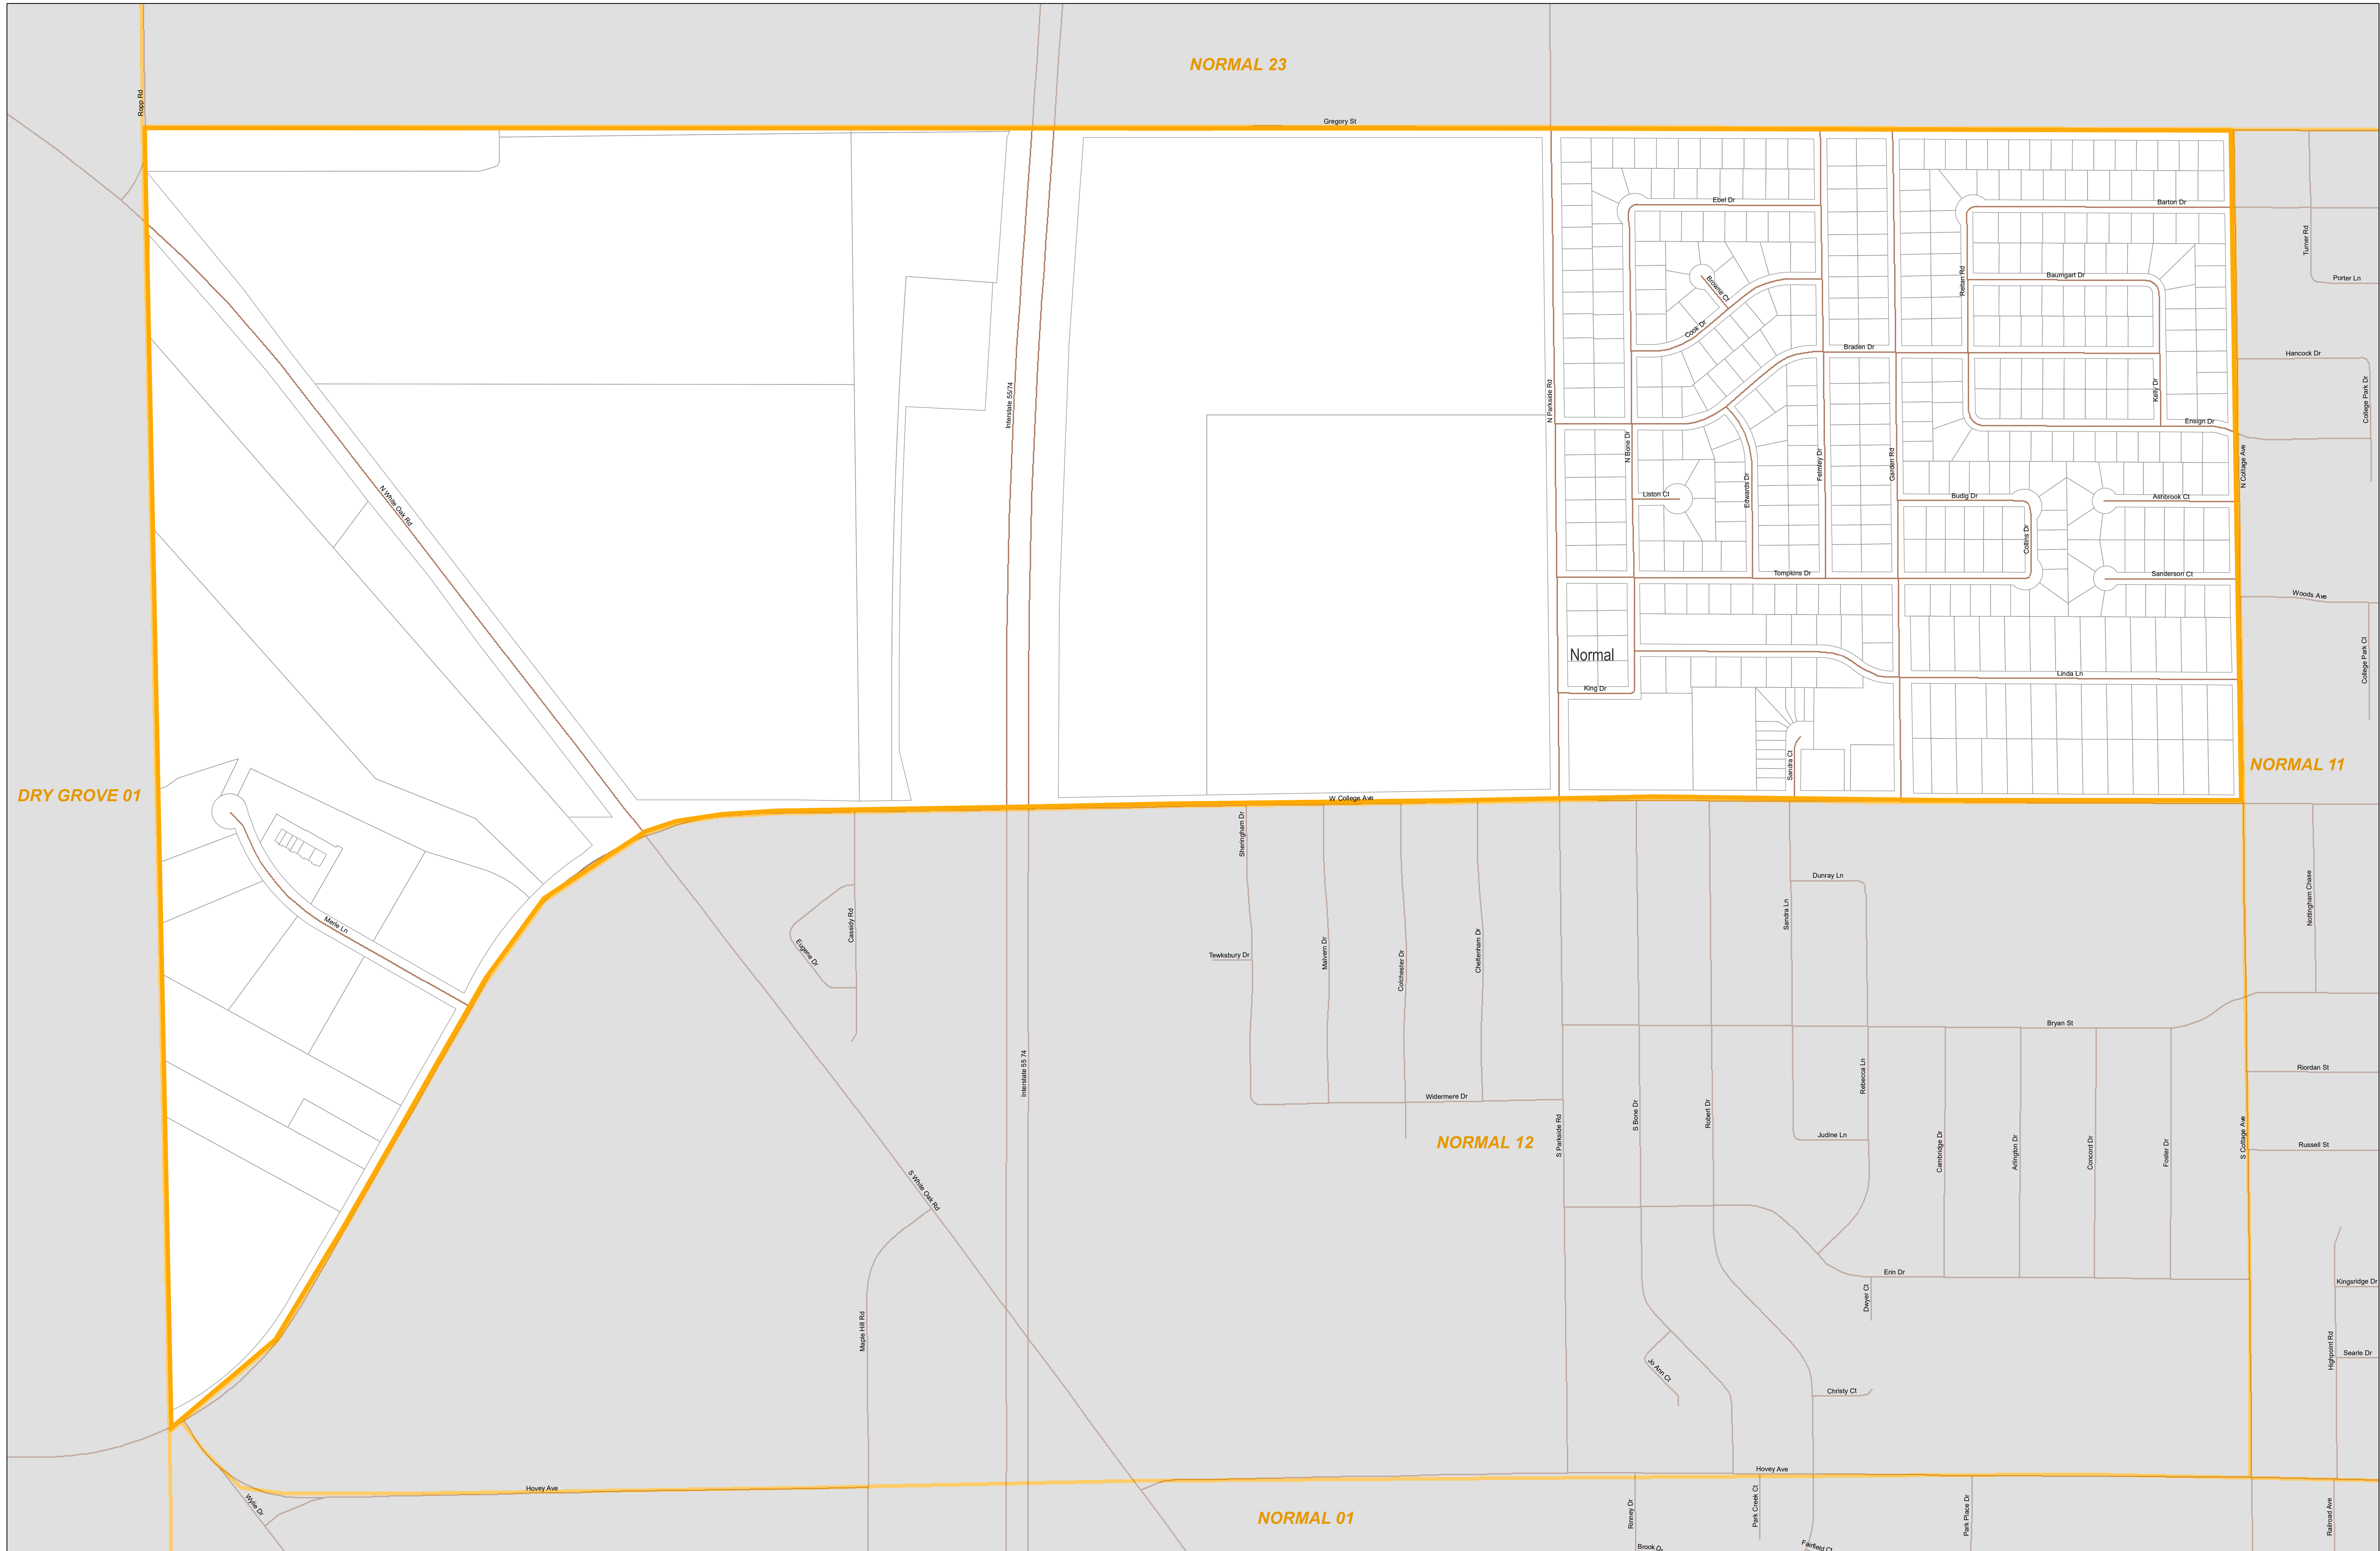 NORMAL 23
Ropp Rd
Gregory St
Ebel Dr
Barton Dr
Turner Rd
Browne Ct
Reitan Rd
Baumgart Dr
Porter Ln
Cook Dr
Braden Dr
Hancock Dr
Interstate 55/74
N Parkside Rd
Kelly Dr
College Park Dr
Ensign Dr
N Bone Dr
Felmley Dr
Garden Rd
N Cottage Ave
N White Oak Rd
Liston Ct
Edwards Dr
Budig Dr
Ashbrook Ct
Collins Dr
Tompkins Dr
Sanderson Ct
Woods Ave
Normal
College Park Ct
Linda Ln
King Dr
Sandra Ct
NORMAL 11
DRY GROVE 01
W College Ave
Sheringham Dr
Dunray Ln
Nottingham Chase
Merle Ln
Cassidy Rd
Eugene Dr
Tewksbury Dr
Malvern Dr
Colchester Dr
Cheltenham Dr
Sandra Ln
Bryan St
Interstate 55 74
Rebecca Ln
Riordan St
Widermere Dr
S Parkside Rd
S Bone Dr
Robert Dr
NORMAL 12
Judine Ln
Cambridge Dr
Arlington Dr
Concord Dr
Foster Dr
S Cottage Ave
Russell St
S White Oak Rd
Erin Dr
Kingsridge Dr
Dwyer Ct
Maple Hill Rd
Highpoint Rd
Searle Dr
Jo Ann Ct
Christy Ct
Hovey Ave
Hovey Ave
Wylie Dr
NORMAL 01
Rinney Dr
Park Creek Ct
Park Place Dr
Railroad Ave
Brook
Fairfield Ct